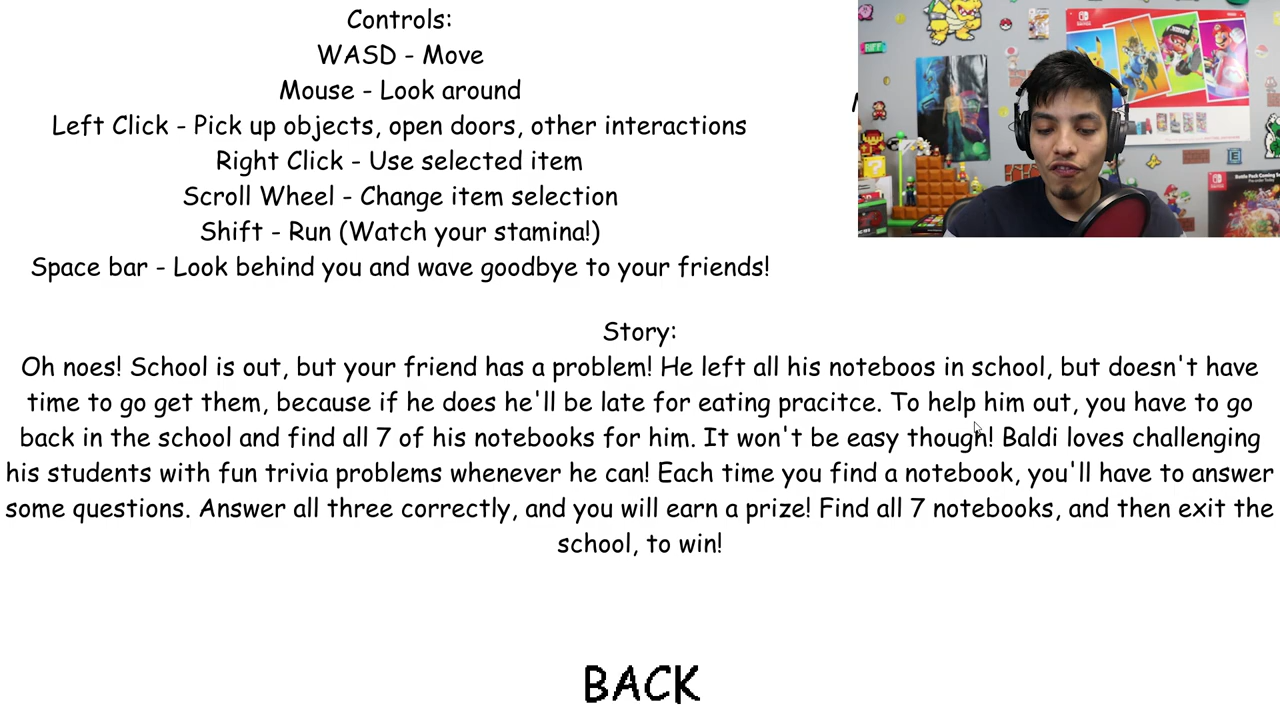 Controls:
WASD - Move
Mouse - Look around
Left Click - Pick up objects, open doors, other interactions
Right Click - Use selected item
Scroll Wheel - Change item selection
Shift - Run (Watch your stamina!)
Space bar - Look behind you and wave goodbye to your friends!
Story:
Oh noes! School is out, but your friend has a problem! He left all his noteboos in school, but doesn't have
time to go get them, because if he does he'll be late for eating pracitce. To help him out, you have to go
back in the school and find all 7 of his notebooks for him. It won't be easy though! Baldi loves challenging
his students with fun trivia problems whenever he can! Each time you find a notebook, you'll have to answer
some questions. Answer all three correctly, and you will earn a prize! Find all 7 notebooks, and then exit the
school, to win!
BACK